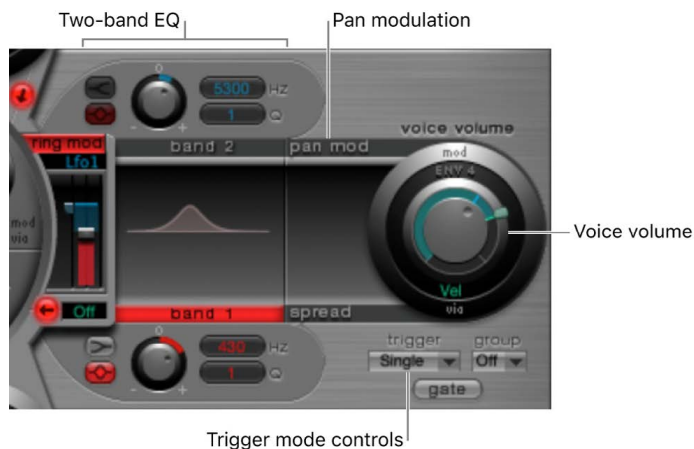 Two-band EQ
Pan modulation
0
5300 HZ
1 Q
- +
voice volume
ring mod
band 2
pan mod
mod
Lfo1
ENV 4
mod
via
Voice volume
Off
band 1
spread
Vel
via
0
430 HZ
1 Q
- +
trigger
group
Single
Off
gate
Trigger mode controls